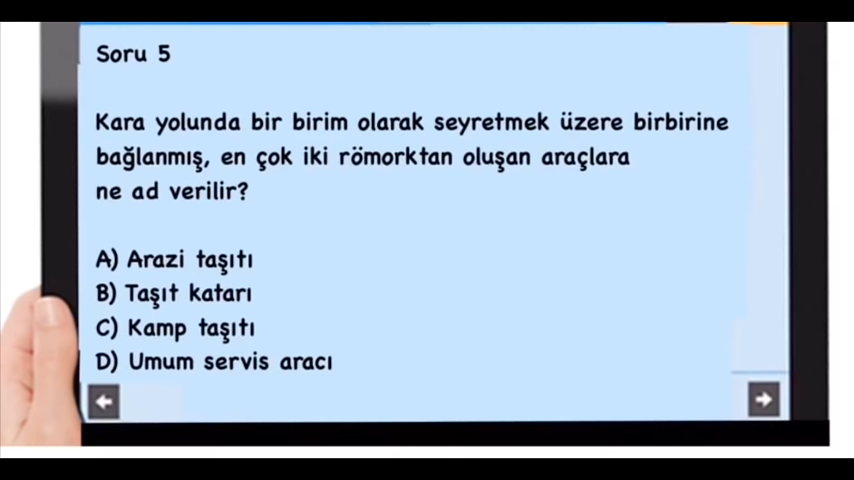 Soru 5
Kara yolunda bir birim olarak seyretmek üzere birbirine
bağlanmış, en çok iki römorktan oluşan araçlara
ne ad verilir?
A) Arazi taşıtı
B) Taşıt katarı
C) Kamp taşıtı
D) Umum servis aracı